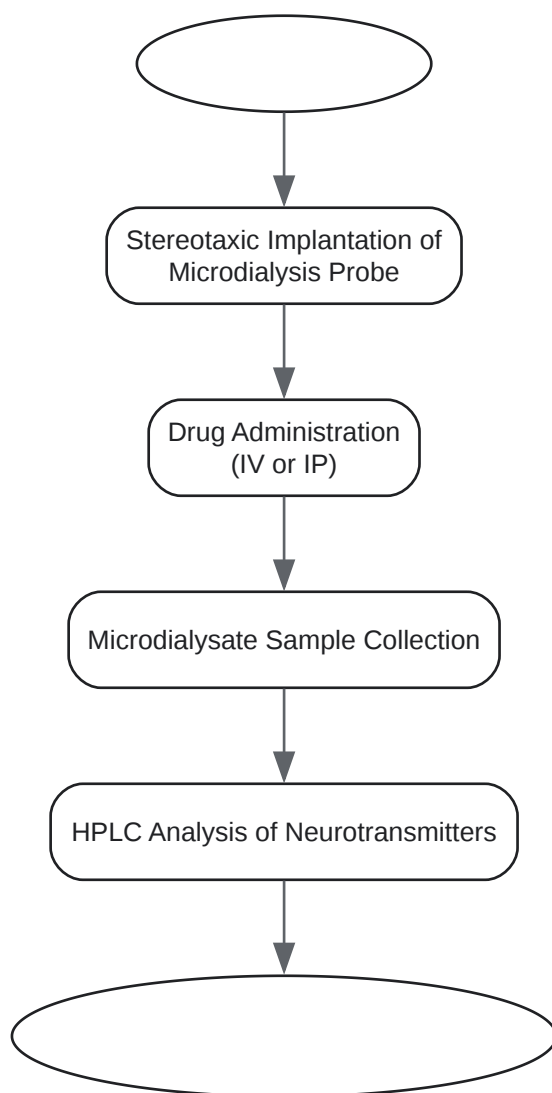 Stereotaxic Implantation of
Microdialysis Probe
Drug Administration
(IV or IP)
Microdialysate Sample Collection
HPLC Analysis of Neurotransmitters